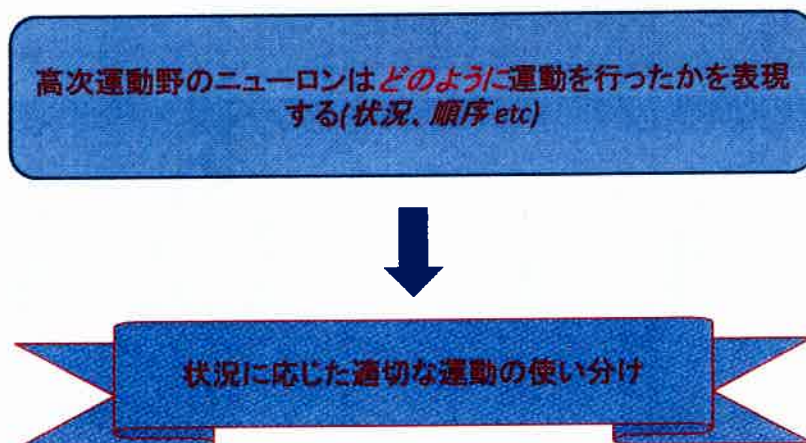 高次運動野のニューロンはどのように運動を行ったかを表現
する(状況、順序 etc)
状況に応じた適切な運動の使い分け